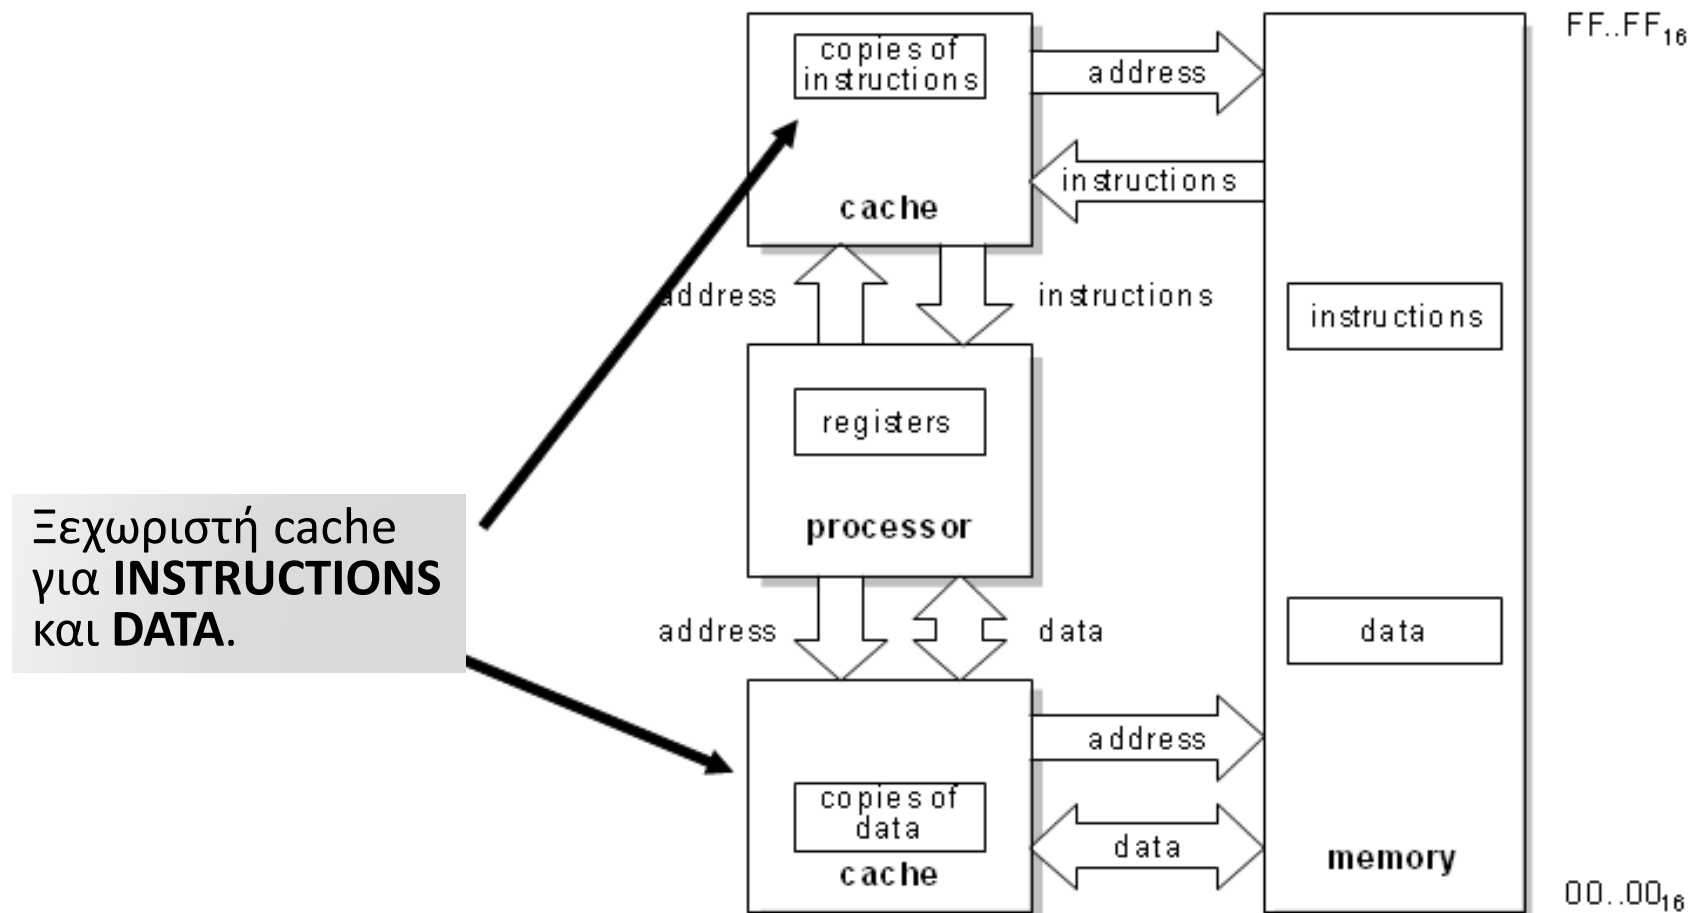 copies of
instructions
cache
address
instructions
FF..FF₁₆
address
instructions
instructions
registers
processor
Ξεχωριστή cache
για INSTRUCTIONS
και DATA.
address
data
data
address
copies of
data
cache
data
memory
00..00₁₆